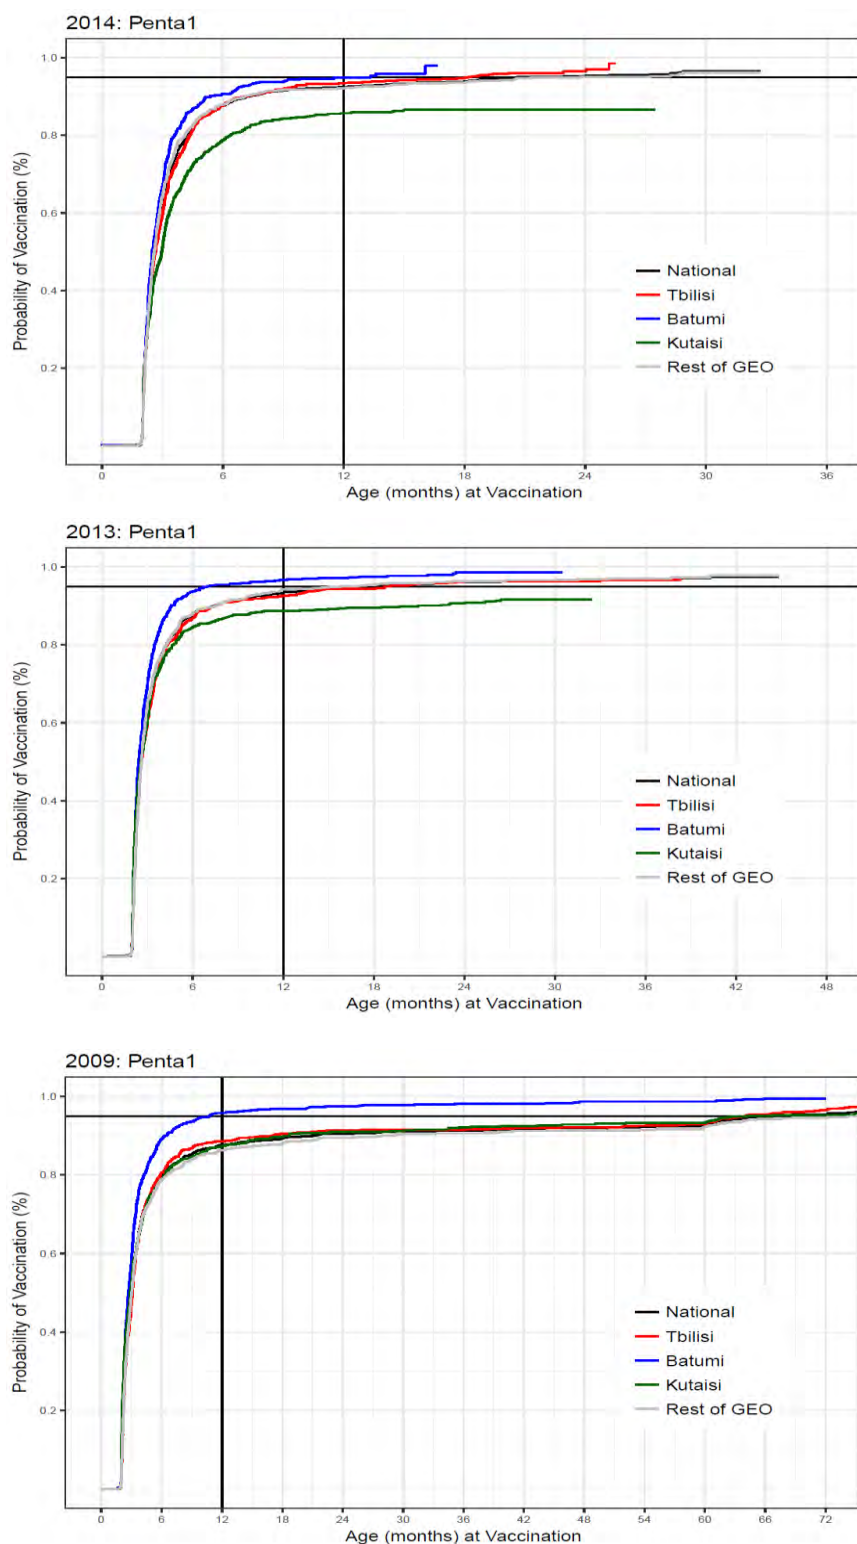 2014: Penta1
Probability of Vaccination (%)
1.0
0.8
0.6
0.4
0.2
National
Tbilisi
Batumi
Kutaisi
Rest of GEO
0 6 12 18 24 30 36
Age (months) at Vaccination
2013: Penta1
Probability of Vaccination (%)
1.0
0.8
0.6
0.4
0.2
National
Tbilisi
Batumi
Kutaisi
Rest of GEO
0 6 12 18 24 30 36 42 48
Age (months) at Vaccination
2009: Penta1
Probability of Vaccination (%)
1.0
0.8
0.6
0.4
0.2
National
Tbilisi
Batumi
Kutaisi
Rest of GEO
0 6 12 18 24 30 36 42 48 54 60 66 72
Age (months) at Vaccination